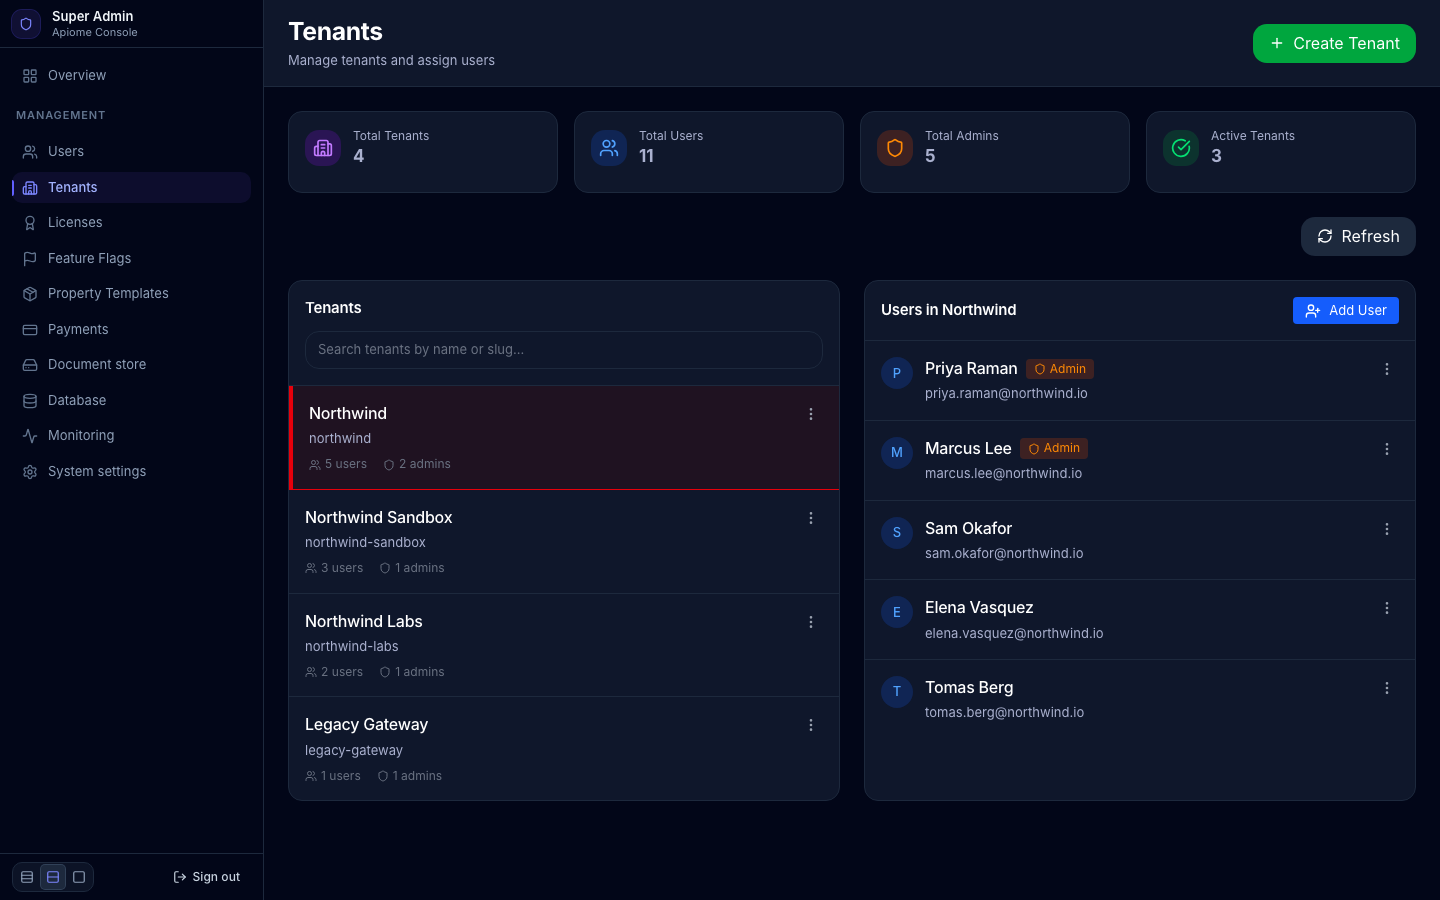 Super Admin
Apiome Console
Overview
MANAGEMENT
Users
Tenants
Licenses
Feature Flags
Property Templates
Payments
Document store
Database
Monitoring
System settings
Sign out
Tenants
Manage tenants and assign users
Create Tenant
Total Tenants
4
Total Users
11
Total Admins
5
Active Tenants
3
Refresh
Tenants
Search tenants by name or slug...
Northwind
northwind
5 users 2 admins
Northwind Sandbox
northwind-sandbox
3 users 1 admins
Northwind Labs
northwind-labs
2 users 1 admins
Legacy Gateway
legacy-gateway
1 users 1 admins
Users in Northwind
Add User
P Priya Raman Admin
priya.raman@northwind.io
M Marcus Lee Admin
marcus.lee@northwind.io
S Sam Okafor
sam.okafor@northwind.io
E Elena Vasquez
elena.vasquez@northwind.io
T Tomas Berg
tomas.berg@northwind.io